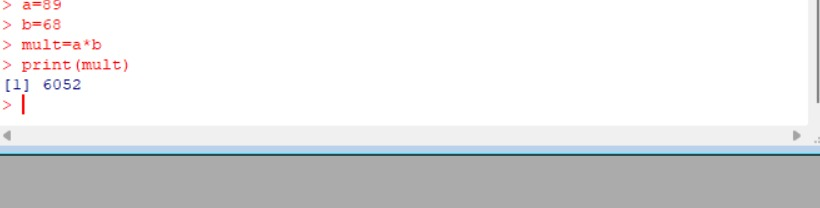 > a=89
> b=68
> mult=a*b
> print(mult)
[1] 6052
>